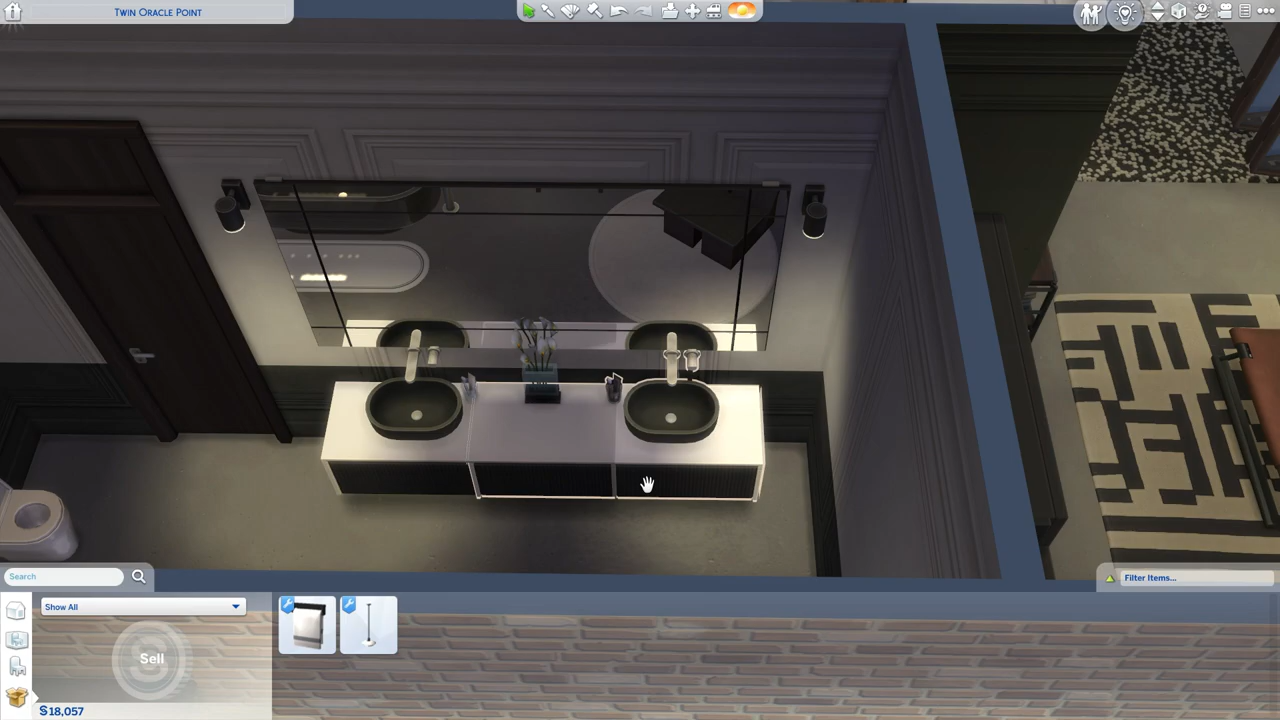 Twin Oracle Point
Search
Filter Items...
Show All
Sell
§18,057